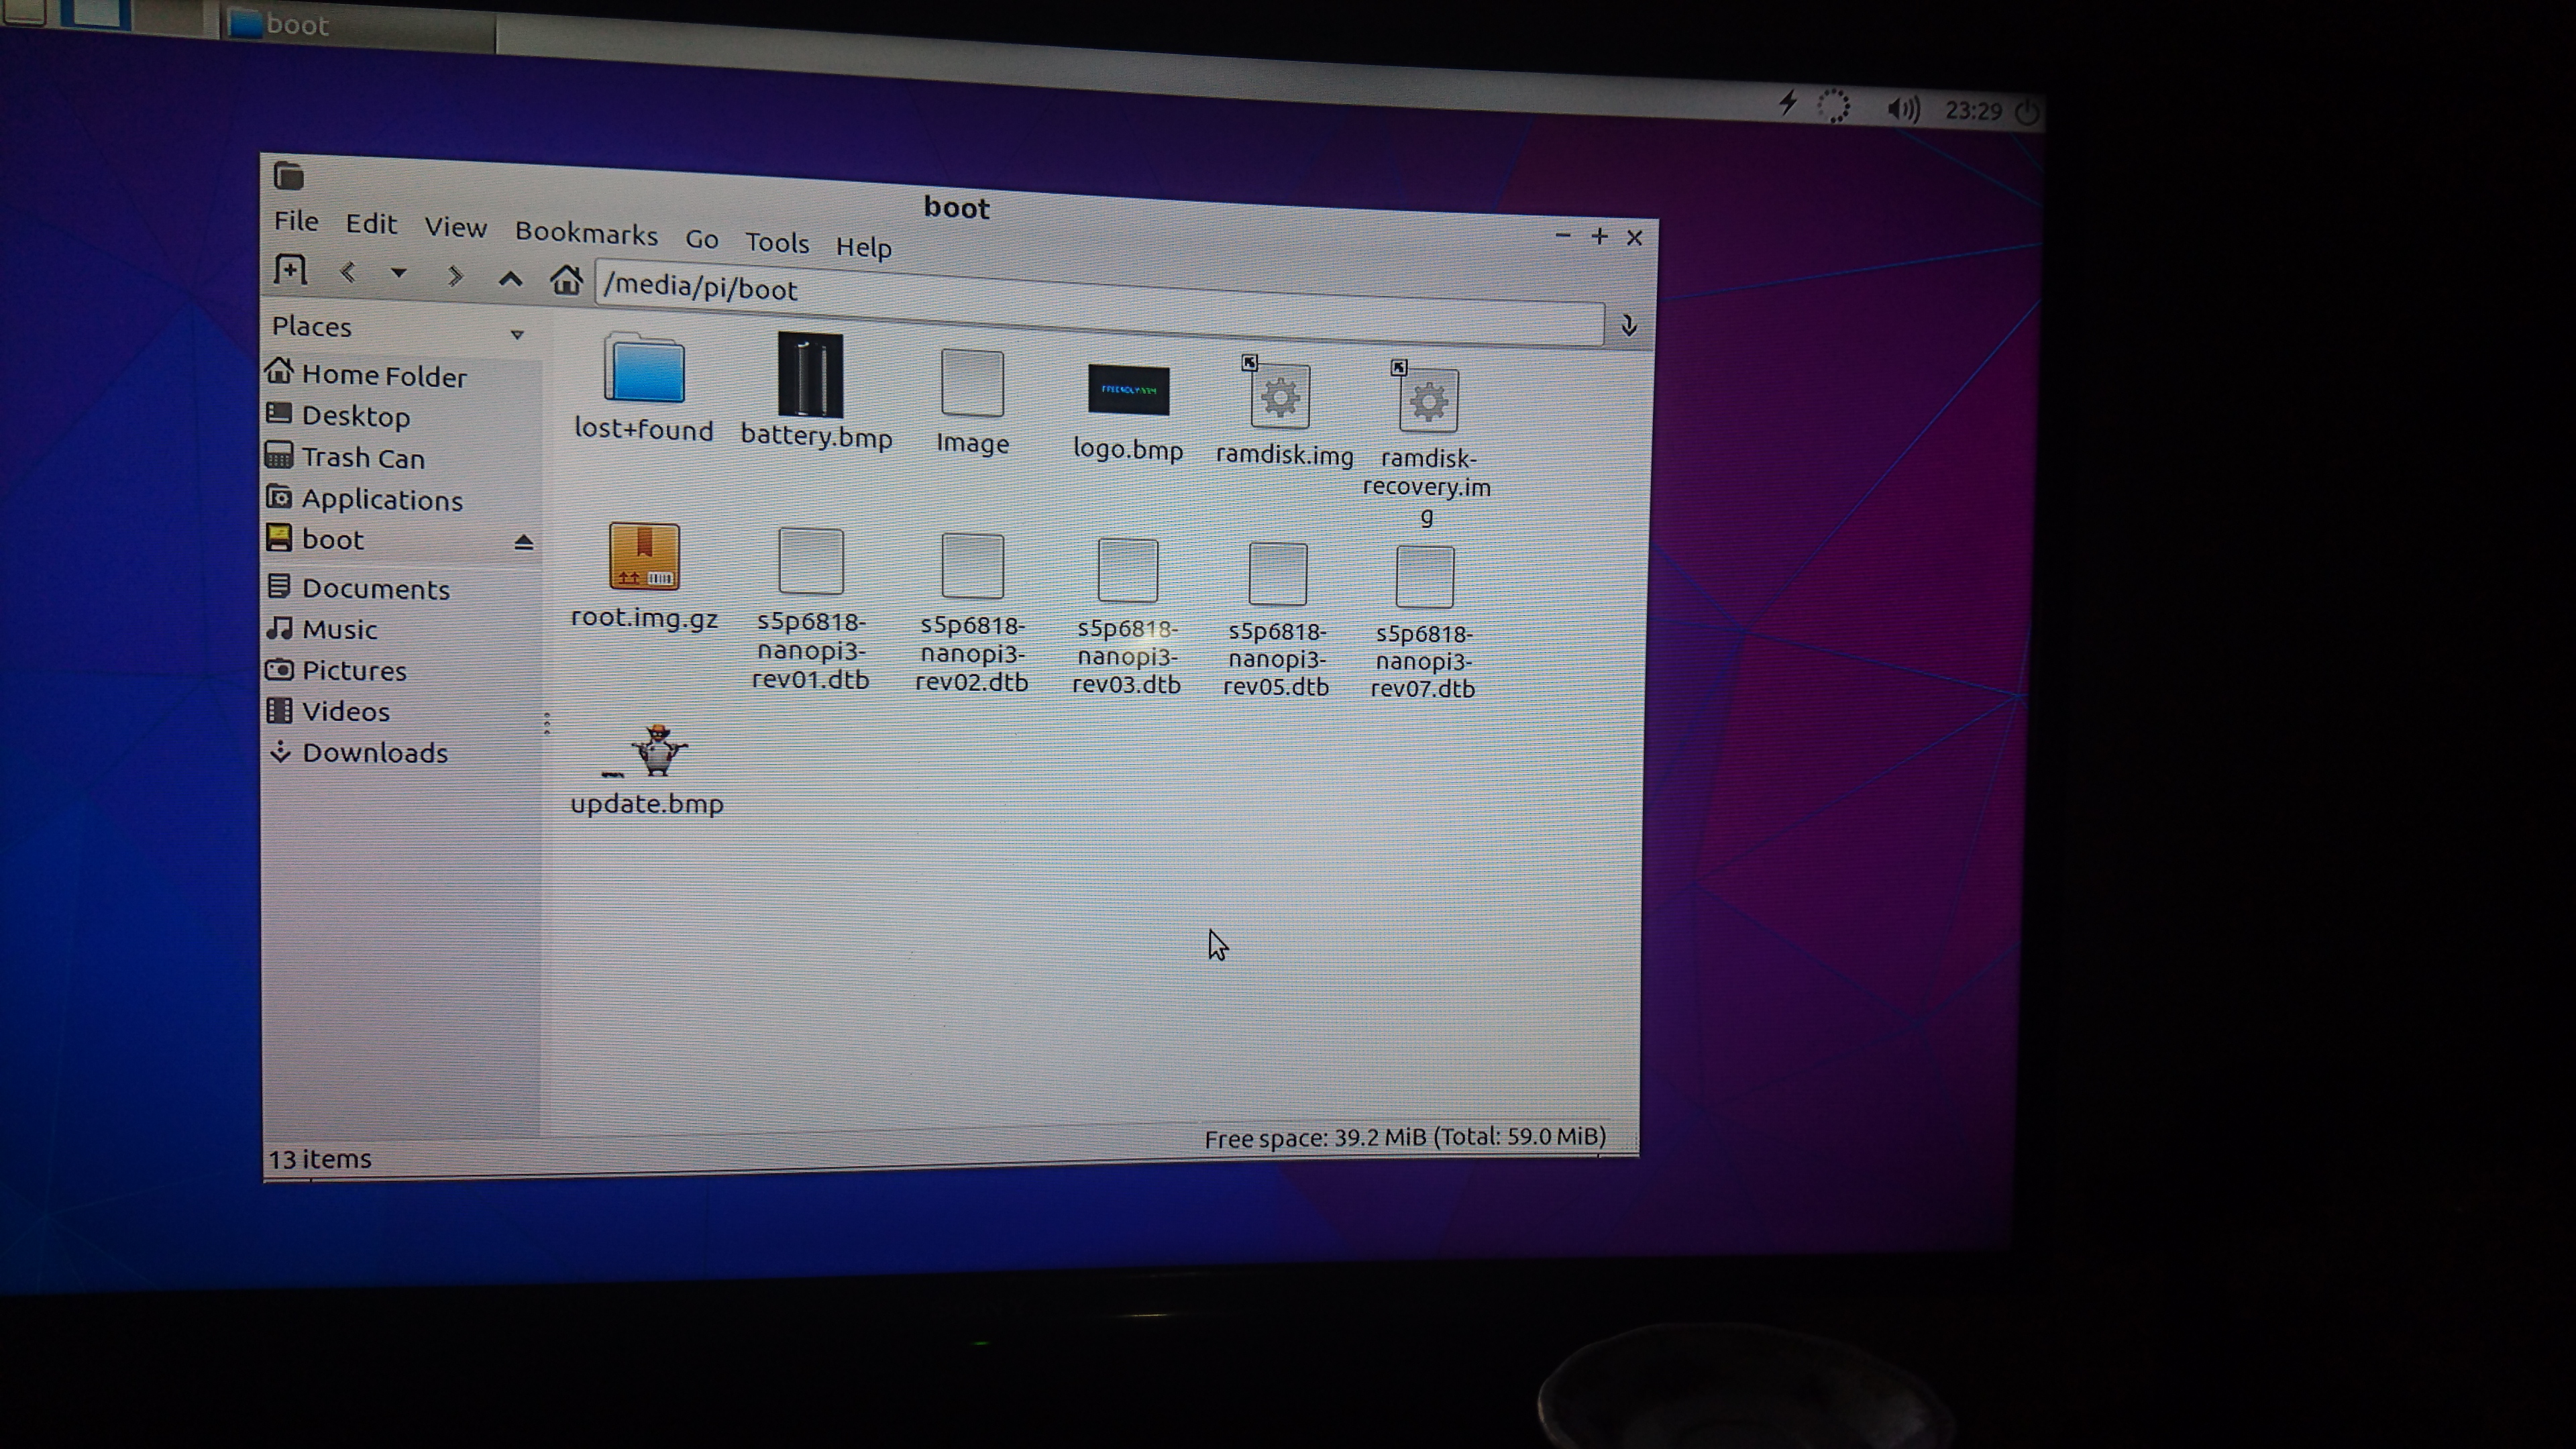 boot
23:29
boot
File Edit View Bookmarks Go Tools Help
/media/pi/boot
Places
Home Folder
Desktop
Trash Can
Applications
boot
Documents
Music
Pictures
Videos
Downloads
lost+found
battery.bmp
Image
logo.bmp
ramdisk.img
ramdisk-
recovery.im
g
root.img.gz
s5p6818-
nanopi3-
rev01.dtb
s5p6818-
nanopi3-
rev02.dtb
s5p6818-
nanopi3-
rev03.dtb
s5p6818-
nanopi3-
rev05.dtb
s5p6818-
nanopi3-
rev07.dtb
update.bmp
13 items
Free space: 39.2 MiB (Total: 59.0 MiB)